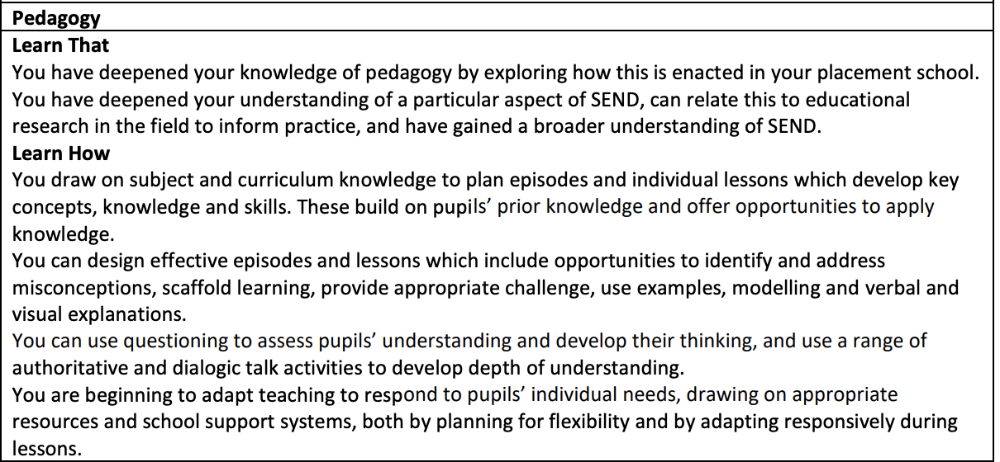 Pedagogy
Learn That
You have deepened your knowledge of pedagogy by exploring how this is enacted in your placement school.
You have deepened your understanding of a particular aspect of SEND, can relate this to educational
research in the field to inform practice, and have gained a broader understanding of SEND.
Learn How
You draw on subject and curriculum knowledge to plan episodes and individual lessons which develop key
concepts, knowledge and skills. These build on pupils’ prior knowledge and offer opportunities to apply
knowledge.
You can design effective episodes and lessons which include opportunities to identify and address
misconceptions, scaffold learning, provide appropriate challenge, use examples, modelling and verbal and
visual explanations.
You can use questioning to assess pupils’ understanding and develop their thinking, and use a range of
authoritative and dialogic talk activities to develop depth of understanding.
You are beginning to adapt teaching to respond to pupils’ individual needs, drawing on appropriate
resources and school support systems, both by planning for flexibility and by adapting responsively during
lessons.